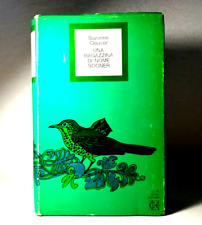 Suzanne
Clauser
UNA
RAGAZZINA
DI NOME
SOONER